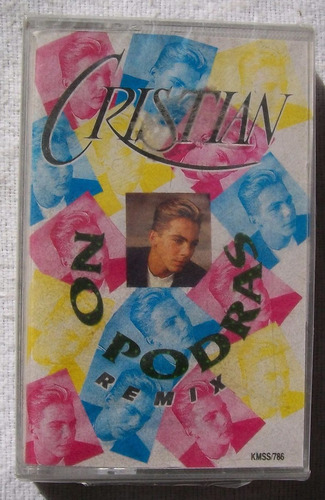 CRISTIAN
NO
PODRAS
REMIX
KMSS/786